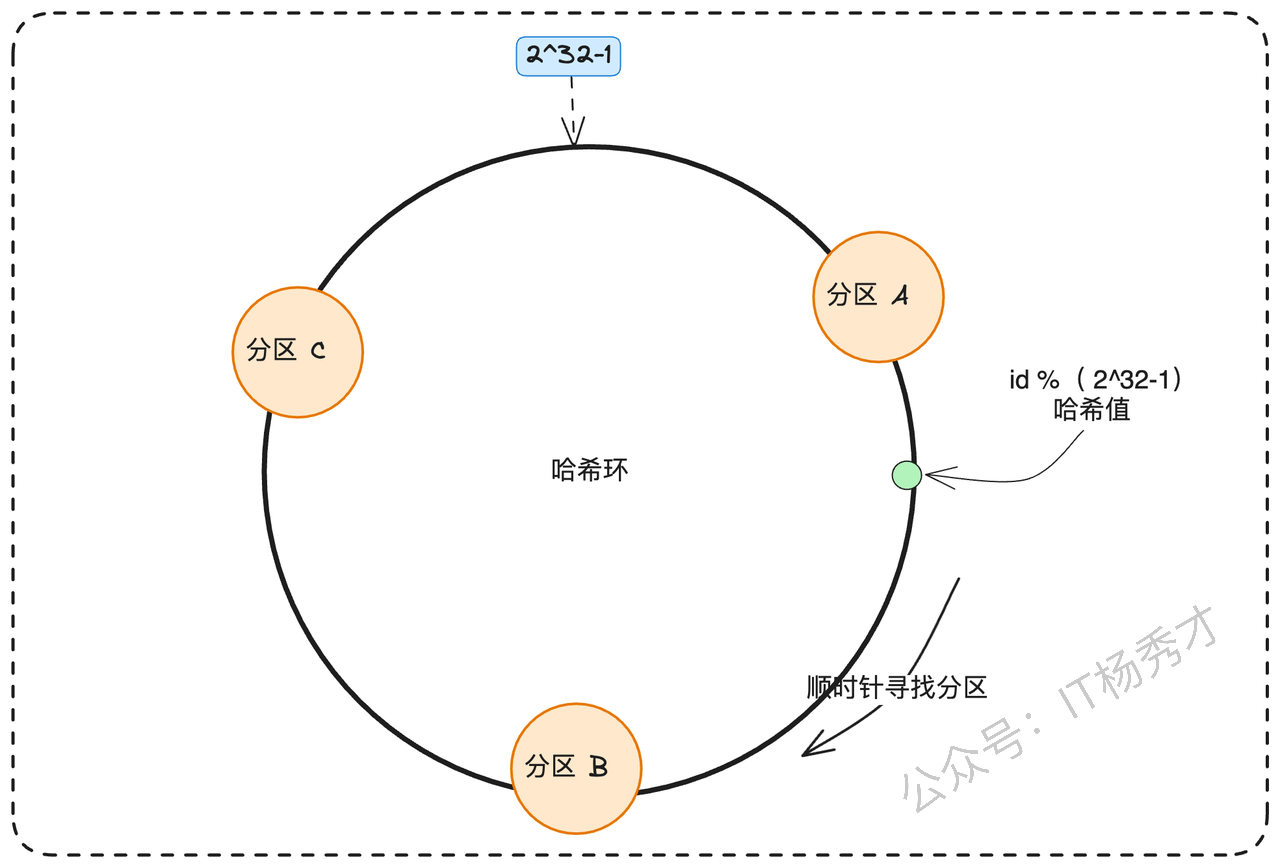 2^32-1
分区 A
分区 C
id %（ 2^32-1）
哈希值
哈希环
顺时针寻找分区
分区 B
公众号：IT杨秀才